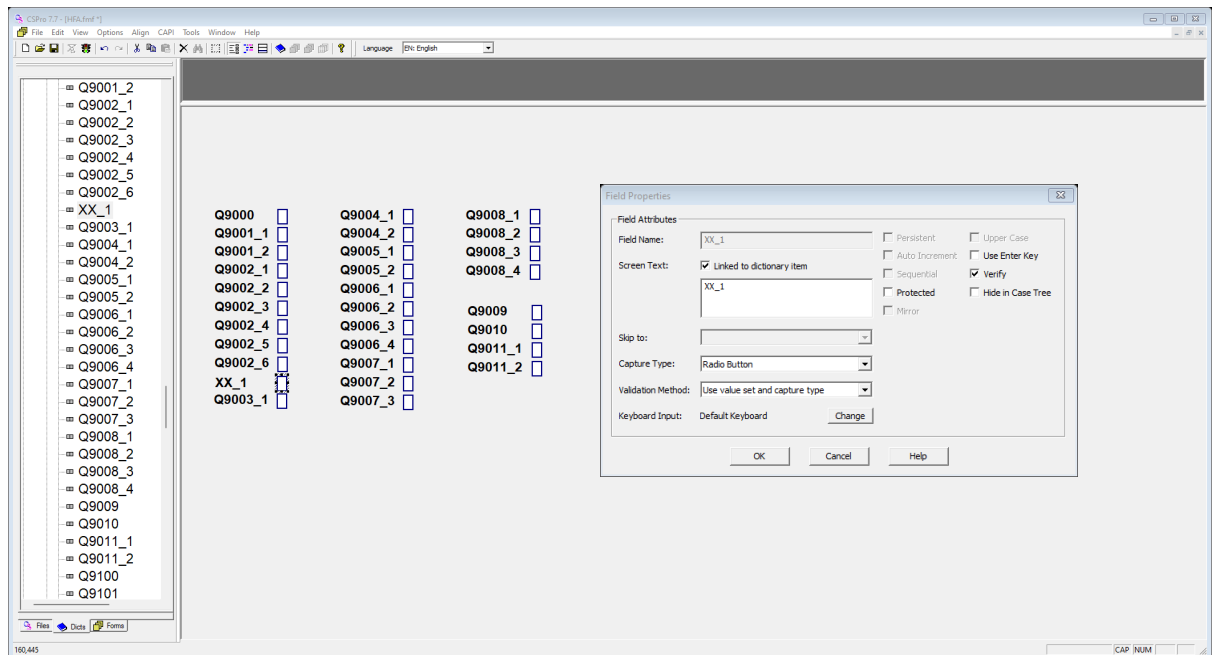 CSPro 7.7 - [HFA.fmf *]
File Edit View Options Align CAPI Tools Window Help
Language EN: English
Q9001_2
Q9002_1
Q9002_2
Q9002_3
Q9002_4
Q9002_5
Q9002_6
XX_1
Q9003_1
Q9004_1
Q9004_2
Q9005_1
Q9005_2
Q9006_1
Q9006_2
Q9006_3
Q9006_4
Q9007_1
Q9007_2
Q9007_3
Q9008_1
Q9008_2
Q9008_3
Q9008_4
Q9009
Q9010
Q9011_1
Q9011_2
Q9100
Q9101
Files Dicts Forms
Q9000
Q9001_1
Q9001_2
Q9002_1
Q9002_2
Q9002_3
Q9002_4
Q9002_5
Q9002_6
XX_1
Q9003_1
Q9004_1
Q9004_2
Q9005_1
Q9005_2
Q9006_1
Q9006_2
Q9006_3
Q9006_4
Q9007_1
Q9007_2
Q9007_3
Q9008_1
Q9008_2
Q9008_3
Q9008_4
Q9009
Q9010
Q9011_1
Q9011_2
Field Properties
Field Attributes
Field Name: XX_1
Screen Text: Linked to dictionary item
XX_1
Skip to:
Capture Type: Radio Button
Validation Method: Use value set and capture type
Keyboard Input: Default Keyboard Change
Persistent Upper Case
Auto Increment Use Enter Key
Sequential Verify
Protected Hide in Case Tree
Mirror
OK Cancel Help
160,445
CAP NUM